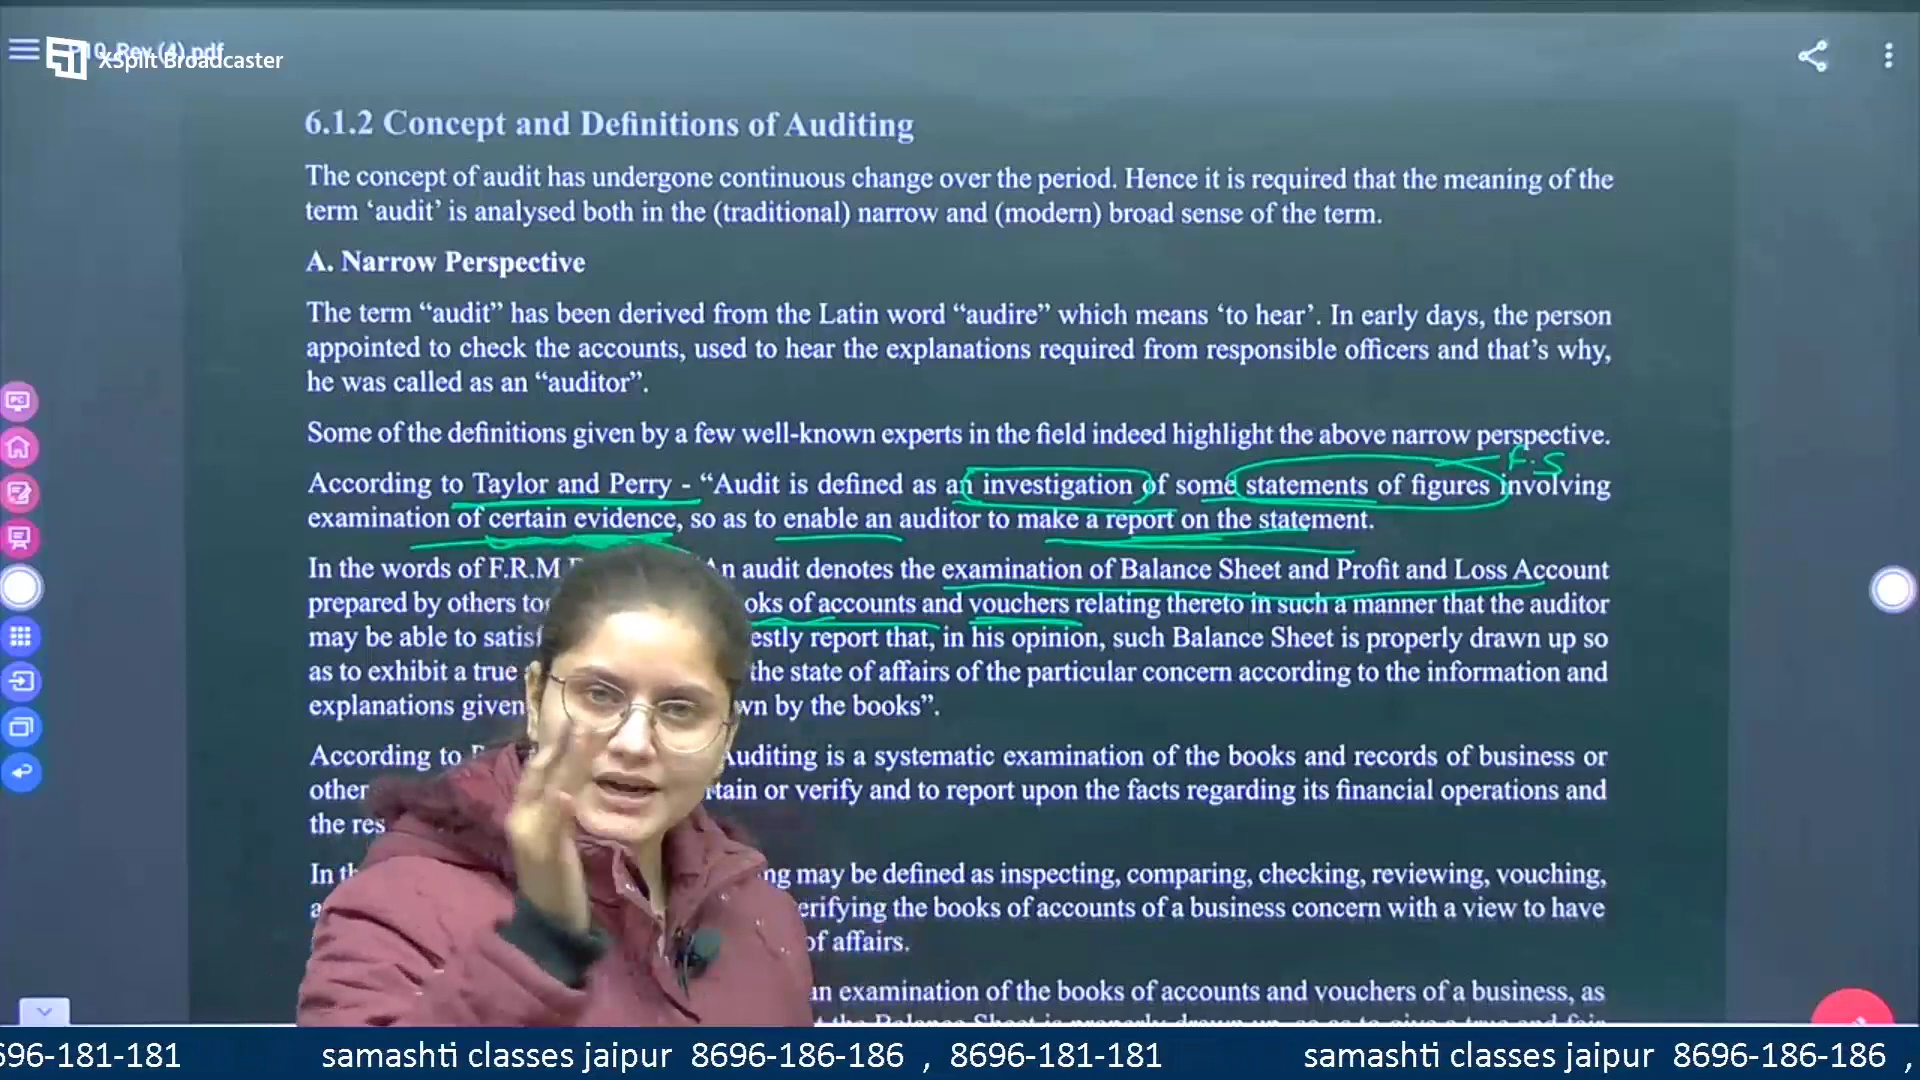 P10_Rev (4).pdf
XSplit Broadcaster
6.1.2 Concept and Definitions of Auditing
The concept of audit has undergone continuous change over the period. Hence it is required that the meaning of the
term ‘audit’ is analysed both in the (traditional) narrow and (modern) broad sense of the term.
A. Narrow Perspective
The term “audit” has been derived from the Latin word “audire” which means ‘to hear’. In early days, the person
appointed to check the accounts, used to hear the explanations required from responsible officers and that’s why,
he was called as an “auditor”.
Some of the definitions given by a few well-known experts in the field indeed highlight the above narrow perspective.
F.S
According to Taylor and Perry - “Audit is defined as an investigation of some statements of figures involving
examination of certain evidence, so as to enable an auditor to make a report on the statement.
In the words of F.R.M An audit denotes the examination of Balance Sheet and Profit and Loss Account
prepared by others accounts and vouchers relating thereto in such a manner that the auditor
may be able to report that, in his opinion, such Balance Sheet is properly drawn up so
as to exhibit a true the state of affairs of the particular concern according to the information and
explanations given by the books”.
According to Auditing is a systematic examination of the books and records of business or
or verify and to report upon the facts regarding its financial operations and
the
In may be defined as inspecting, comparing, checking, reviewing, vouching,
verifying the books of accounts of a business concern with a view to have
of affairs.
an examination of the books of accounts and vouchers of a business, as
PC
696-181-181 samashti classes jaipur 8696-186-186 , 8696-181-181 samashti classes jaipur 8696-186-186 ,